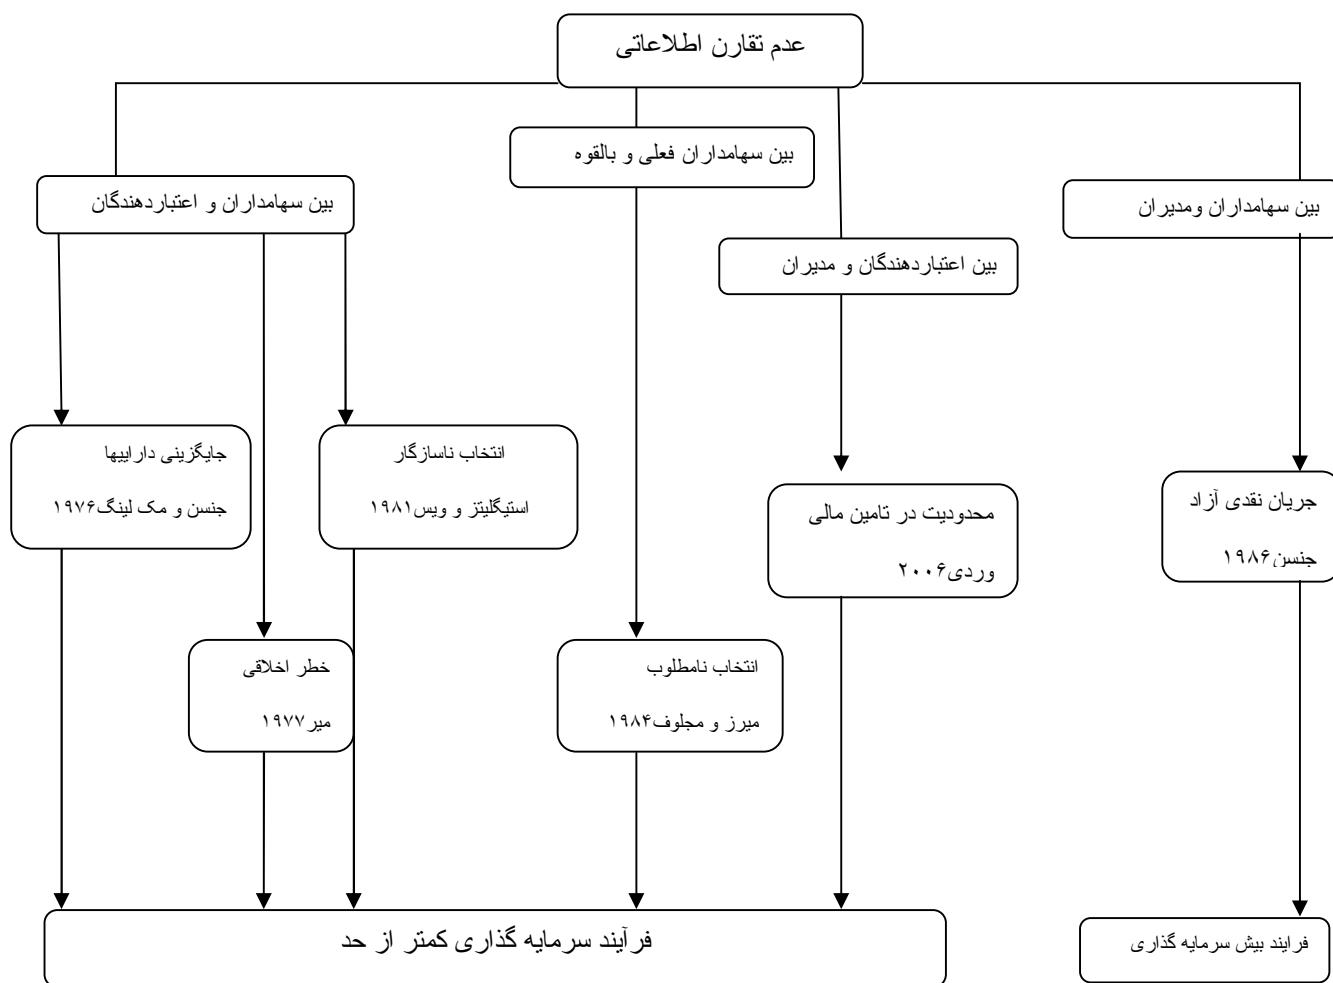 عدم تقارن اطلاعاتی
بین سهامداران فعلی و بالقوه
بین سهامداران ومدیران
بین سهامداران و اعتباردهندگان
بین اعتباردهندگان و مدیران
جریان نقدی آزاد
جنسن۱۹۸۶
محدودیت در تامین مالی
وردی۲۰۰۶
انتخاب ناسازگار
استیگلیتز و ویس۱۹۸۱
جایگزینی داراییها
جنسن و مک لینگ۱۹۷۶
انتخاب نامطلوب
میرز و مجلوف۱۹۸۴
خطر اخلاقی
میر۱۹۷۷
فرایند بیش سرمایه گذاری
فرآیند سرمایه گذاری کمتر از حد